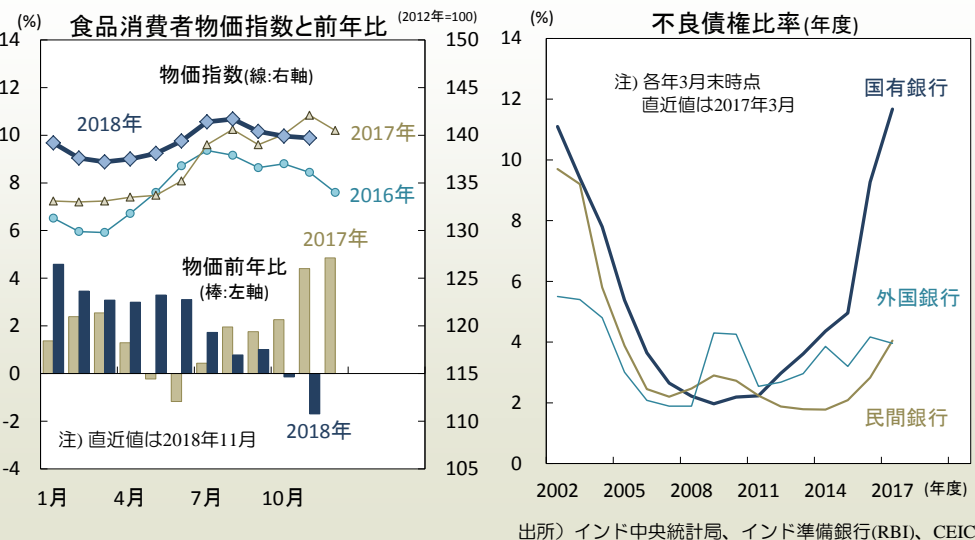 食品消費者物価指数と前年比
(%)
(2012年=100)
14
12
10
8
6
4
2
0
-2
-4
150
145
140
135
130
125
120
115
110
105
物価指数(線:右軸)
2018年
2017年
2016年
2017年
物価前年比
(棒:左軸)
2018年
注) 直近値は2018年11月
1月 4月 7月 10月
不良債権比率(年度)
(%)
14
12
10
8
6
4
2
0
注) 各年3月末時点
直近値は2017年3月
国有銀行
外国銀行
民間銀行
2002 2005 2008 2011 2014 2017 (年度)
出所）インド中央統計局、インド準備銀行(RBI)、CEIC